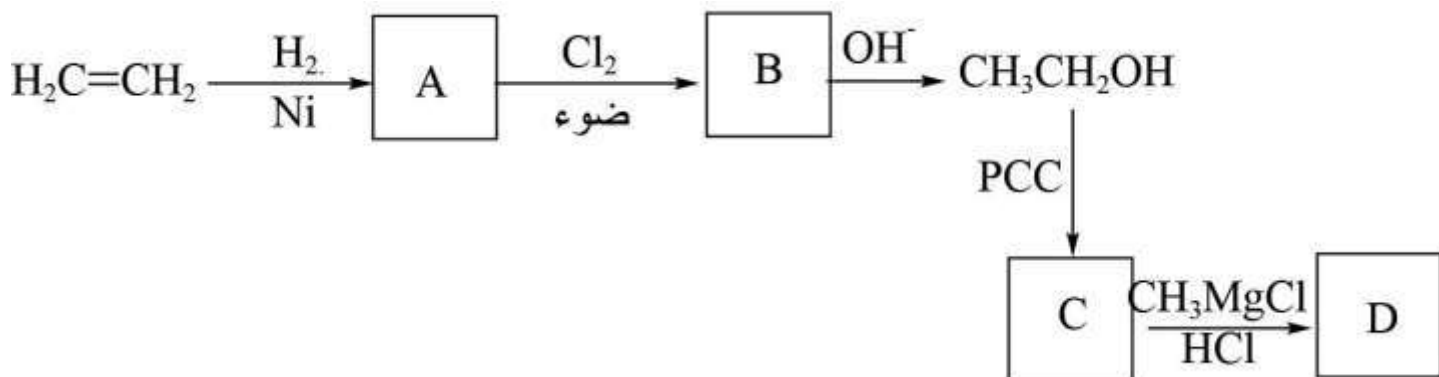 H₂C=CH₂ H₂. Ni A Cl₂ ضوء B OH⁻ CH₃CH₂OH
PCC
C CH₃MgCl HCl D